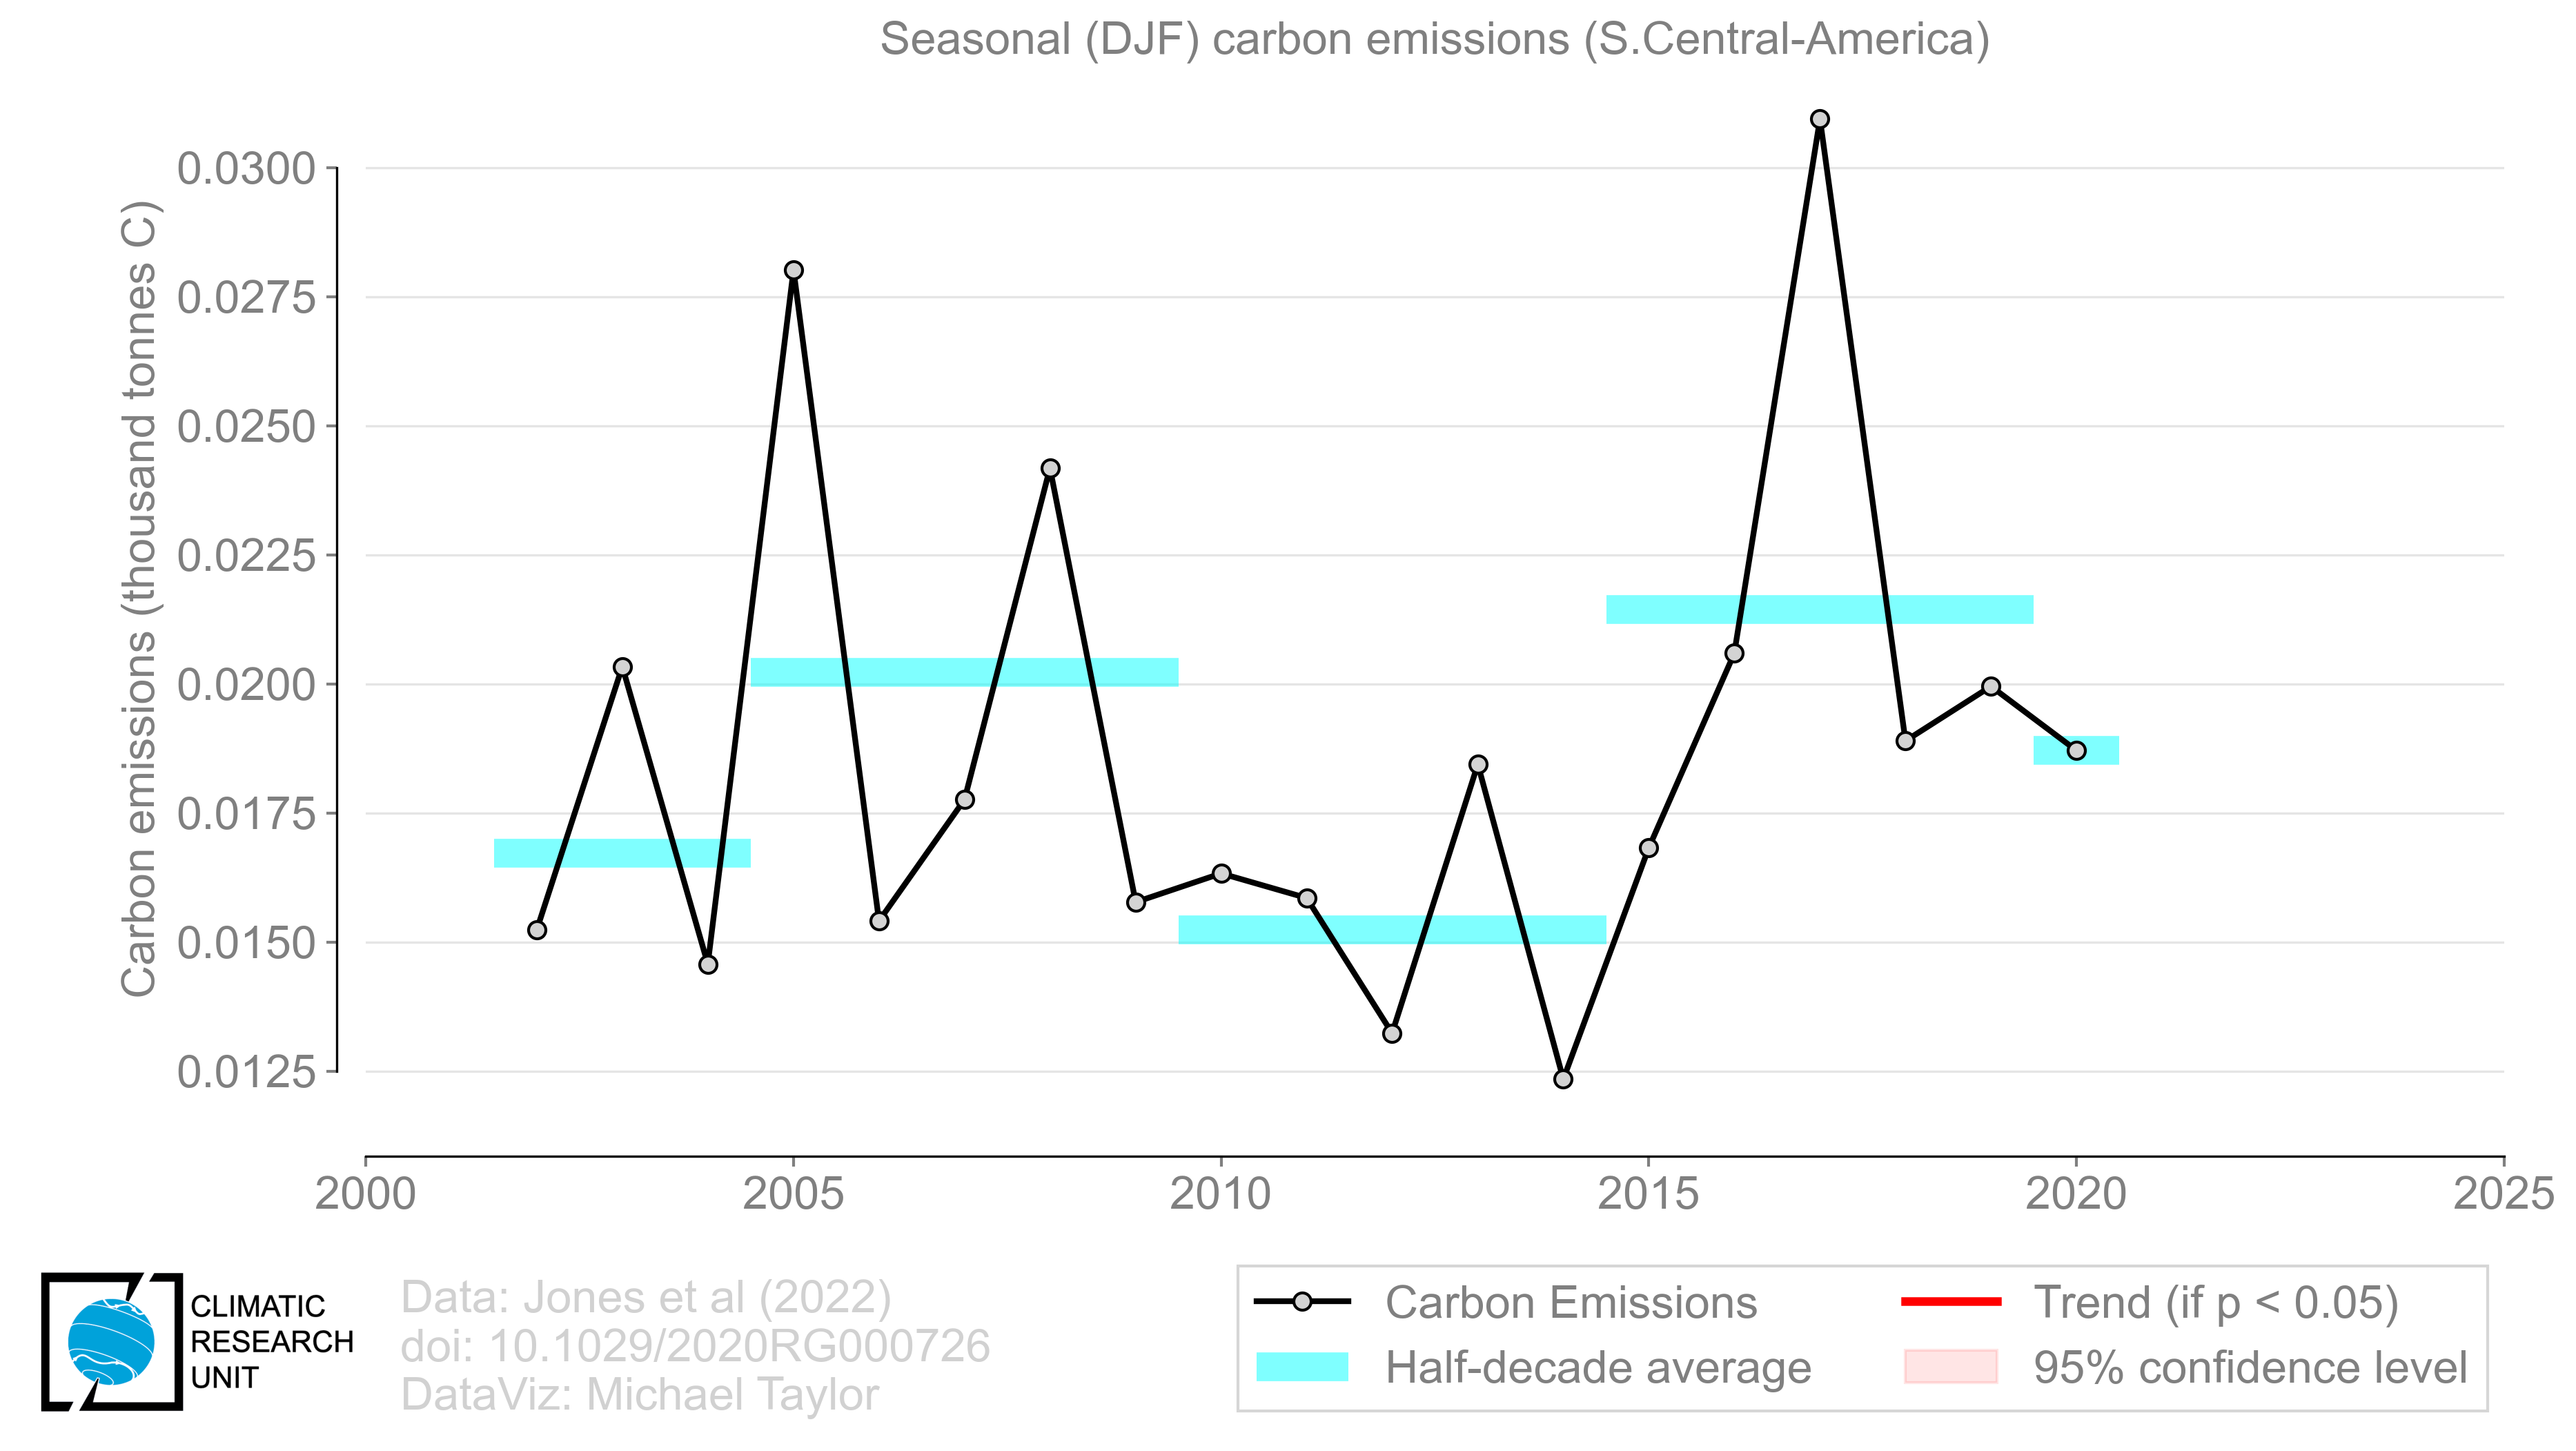 Seasonal (DJF) carbon emissions (S.Central-America)
Carbon emissions (thousand tonnes C)
0.0300
0.0275
0.0250
0.0225
0.0200
0.0175
0.0150
0.0125
2000 2005 2010 2015 2020 2025
CLIMATIC
RESEARCH
UNIT
Data: Jones et al (2022)
doi: 10.1029/2020RG000726
DataViz: Michael Taylor
Carbon Emissions
Half-decade average
Trend (if p < 0.05)
95% confidence level